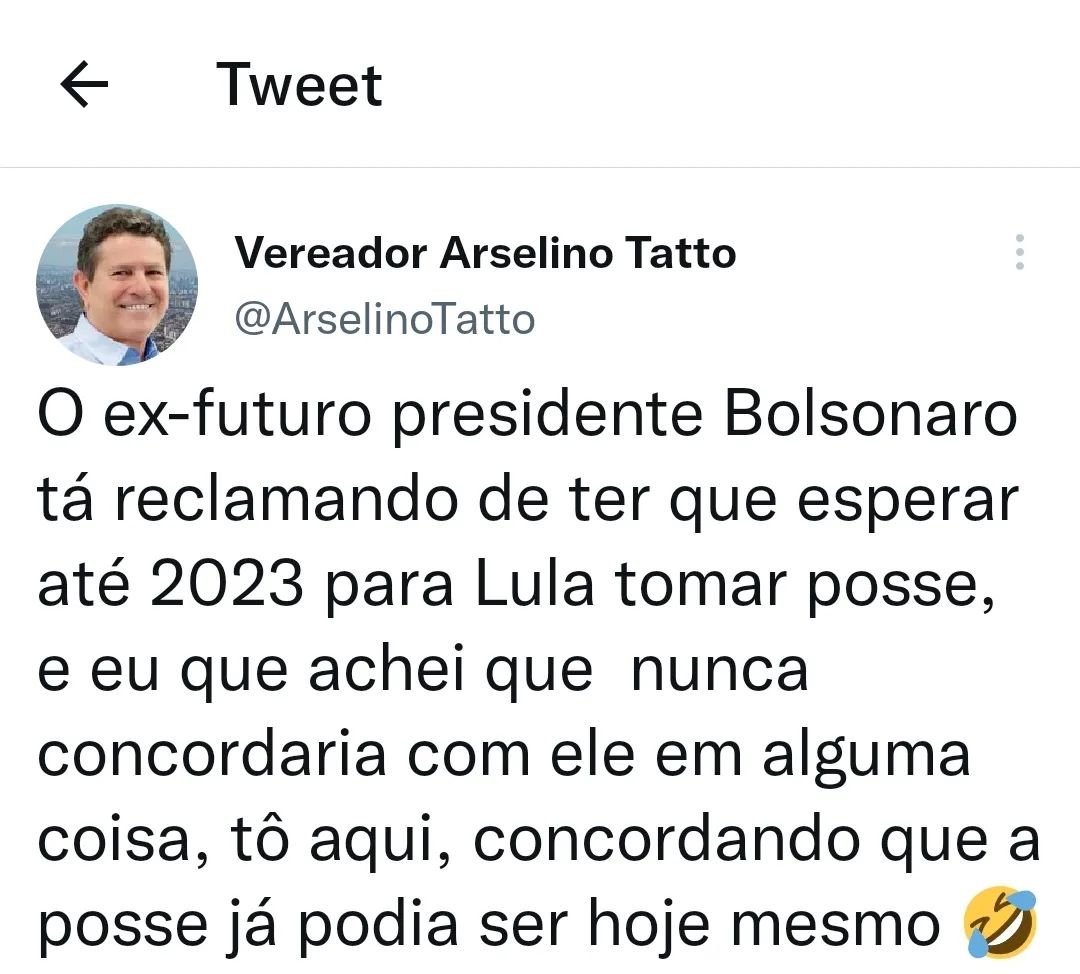 Tweet
Vereador Arselino Tatto
@ArselinoTatto
O ex-futuro presidente Bolsonaro
tá reclamando de ter que esperar
até 2023 para Lula tomar posse,
e eu que achei que  nunca
concordaria com ele em alguma
coisa, tô aqui, concordando que a
posse já podia ser hoje mesmo 🤣